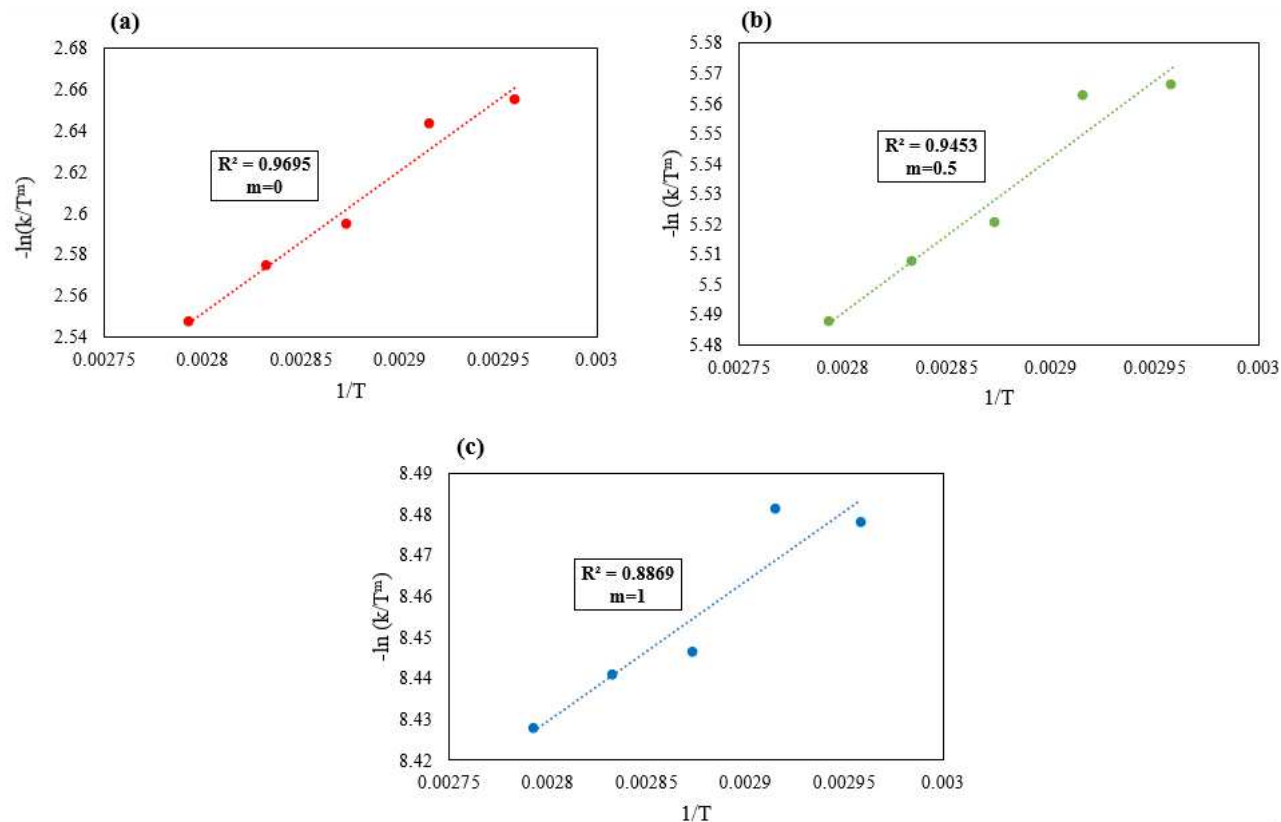 (a)
2.68
2.66
2.64
2.62
2.6
2.58
2.56
2.54
-ln(k/Tᵐ)
R² = 0.9695
m=0
0.00275 0.0028 0.00285 0.0029 0.00295 0.003
1/T
(b)
5.58
5.57
5.56
5.55
5.54
5.53
5.52
5.51
5.5
5.49
5.48
-ln (k/Tᵐ)
R² = 0.9453
m=0.5
0.00275 0.0028 0.00285 0.0029 0.00295 0.003
1/T
(c)
8.49
8.48
8.47
8.46
8.45
8.44
8.43
8.42
-ln (k/Tᵐ)
R² = 0.8869
m=1
0.00275 0.0028 0.00285 0.0029 0.00295 0.003
1/T